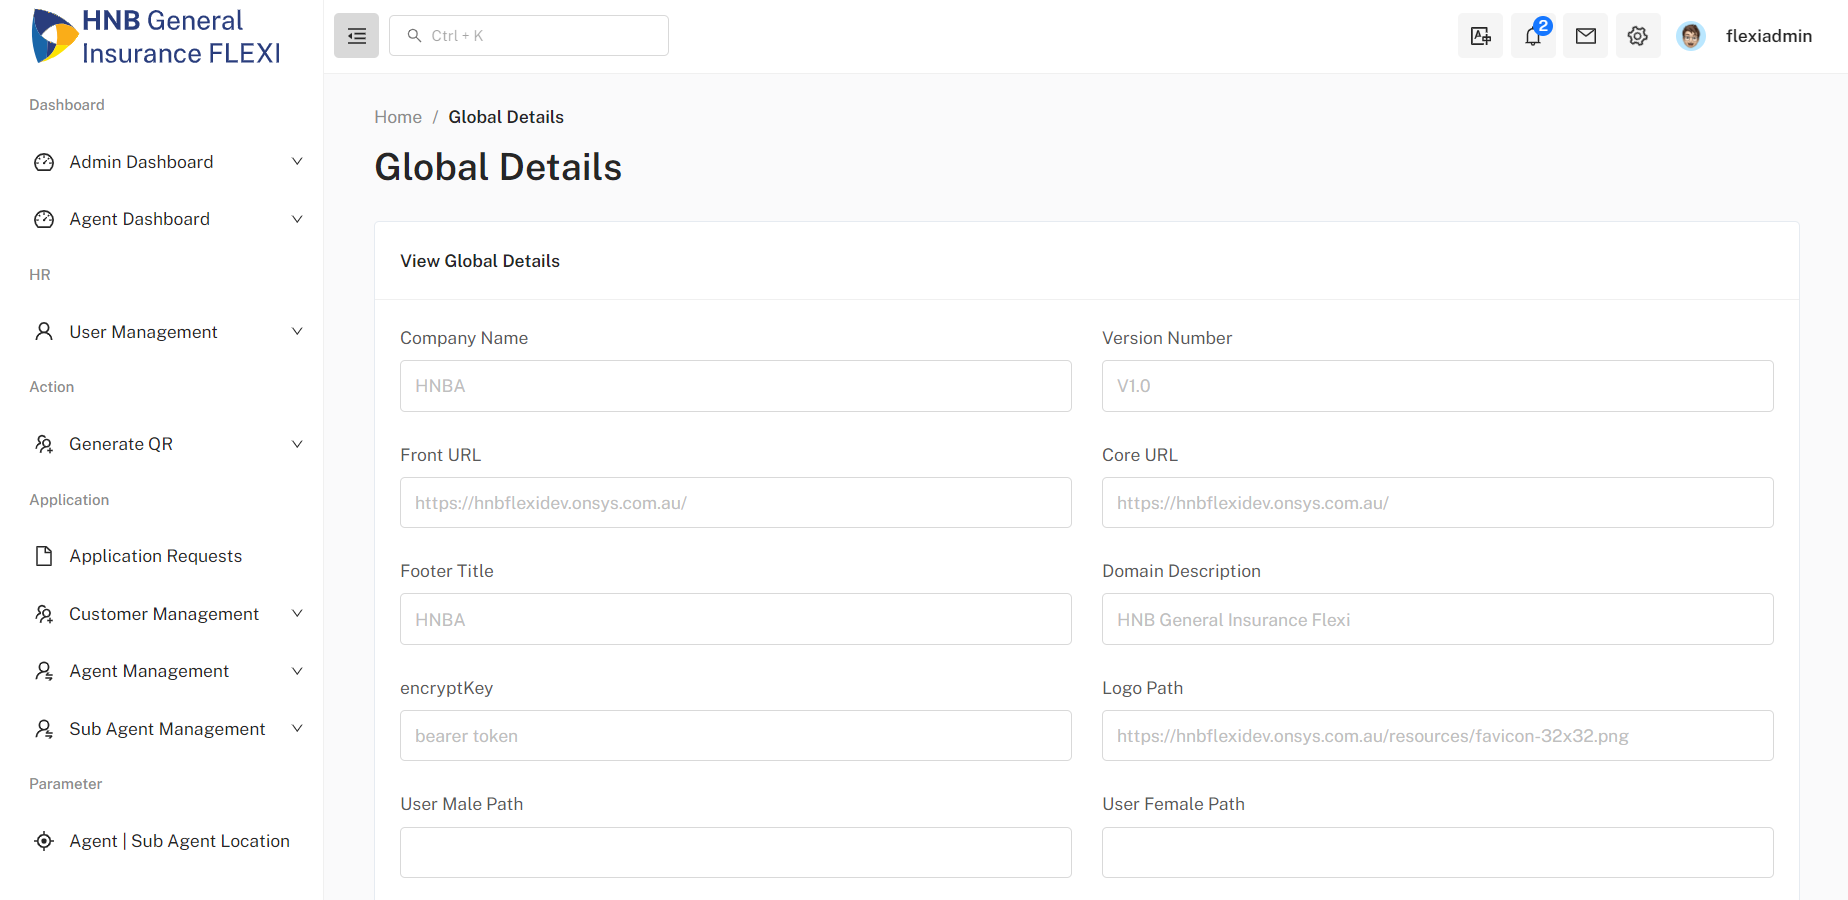 HNB General
Insurance FLEXI
Ctrl + K
2
flexiadmin
Dashboard
Admin Dashboard
Agent Dashboard
HR
User Management
Action
Generate QR
Application
Application Requests
Customer Management
Agent Management
Sub Agent Management
Parameter
Agent | Sub Agent Location
Home / Global Details
Global Details
View Global Details
Company Name
HNBA
Version Number
V1.0
Front URL
https://hnbflexidev.onsys.com.au/
Core URL
https://hnbflexidev.onsys.com.au/
Footer Title
HNBA
Domain Description
HNB General Insurance Flexi
encryptKey
bearer token
Logo Path
https://hnbflexidev.onsys.com.au/resources/favicon-32x32.png
User Male Path
User Female Path